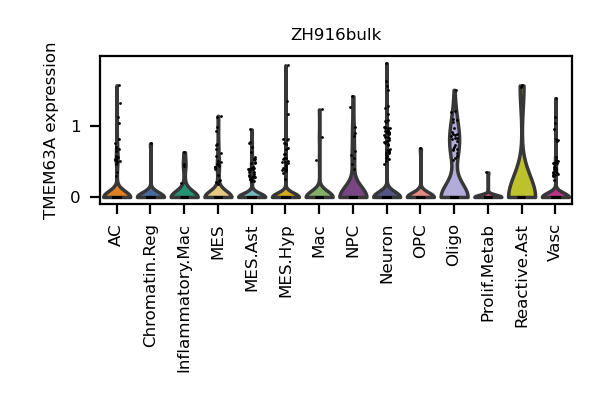 ZH916bulk
TMEM63A expression
1
0
AC
Chromatin.Reg
Inflammatory.Mac
MES
MES.Ast
MES.Hyp
Mac
NPC
Neuron
OPC
Oligo
Prolif.Metab
Reactive.Ast
Vasc